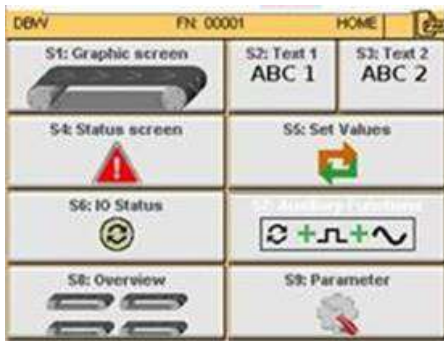 DBW FN: 00001 HOME
S1: Graphic screen S2: Text 1 S3: Text 2
ABC 1 ABC 2
S4: Status screen S5: Set Values
S6: IO Status S7: Auxiliary Functions
S8: Overview S9: Parameter